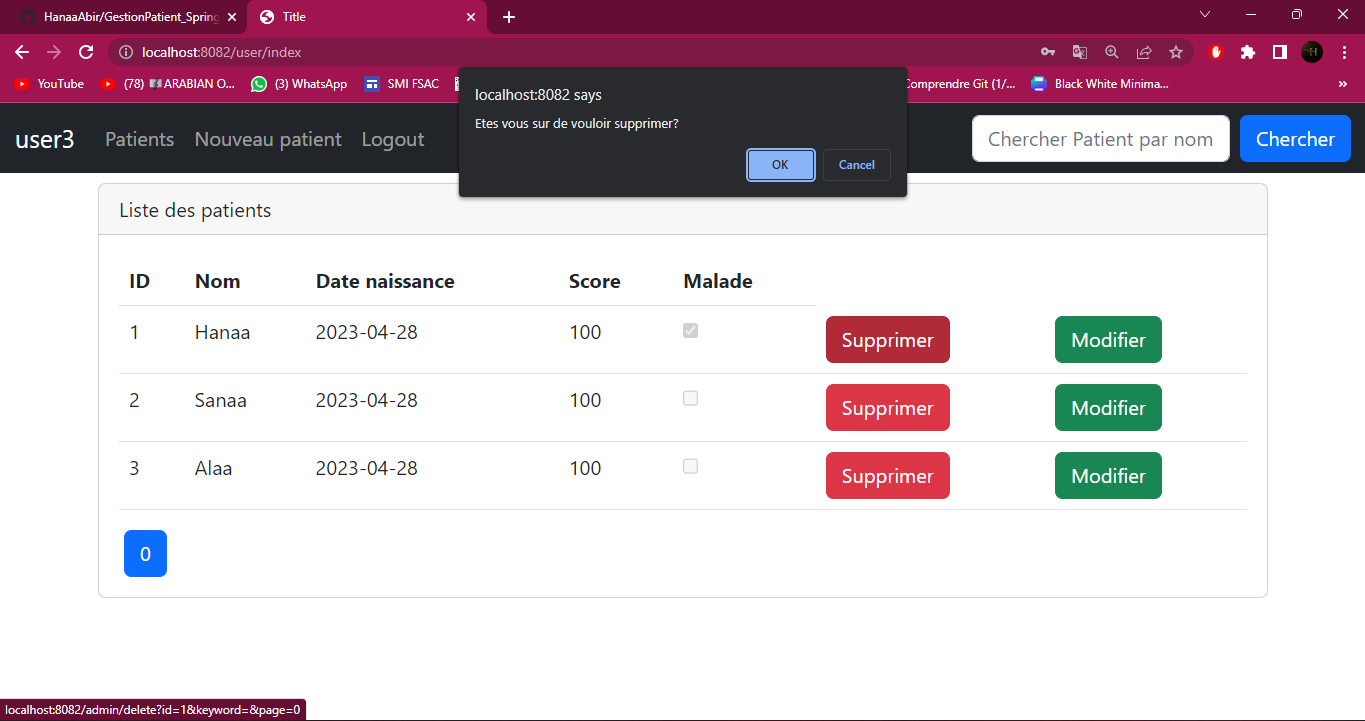 HanaaAbir/GestionPatient_Spring
Title
localhost:8082/user/index
YouTube
(78) ARABIAN O...
(3) WhatsApp
SMI FSAC
Comprendre Git (1/...
Black White Minima...
»
localhost:8082 says
Etes vous sur de vouloir supprimer?
OK
Cancel
user3
Patients
Nouveau patient
Logout
Chercher Patient par nom
Chercher
Liste des patients
ID Nom Date naissance Score Malade
1 Hanaa 2023-04-28 100 Supprimer Modifier
2 Sanaa 2023-04-28 100 Supprimer Modifier
3 Alaa 2023-04-28 100 Supprimer Modifier
0
localhost:8082/admin/delete?id=1&keyword=&page=0